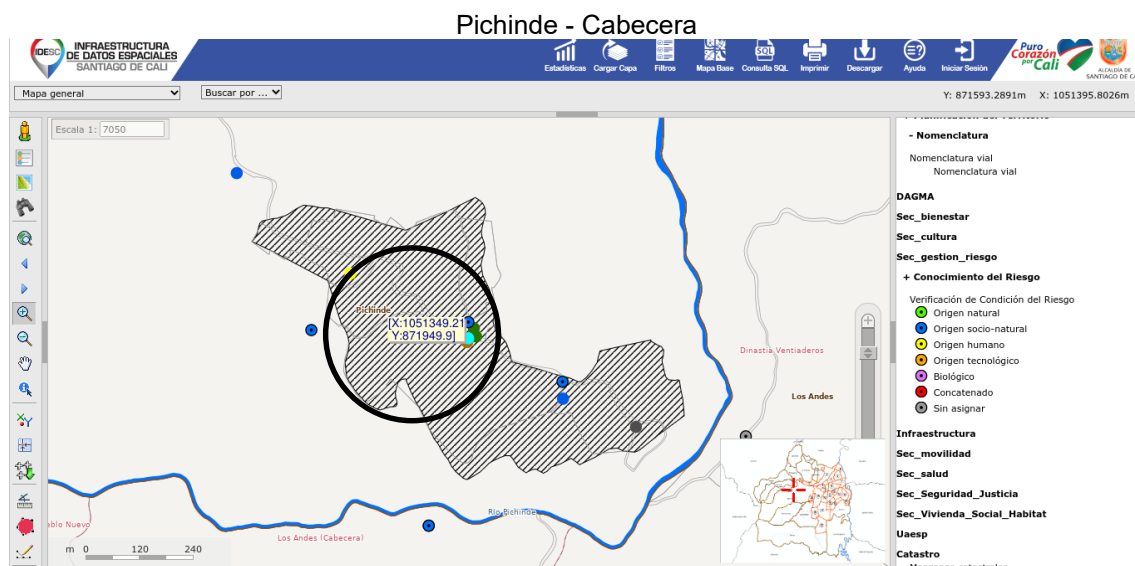 Pichinde - Cabecera
IDESC
INFRAESTRUCTURA
DE DATOS ESPACIALES
SANTIAGO DE CALI
Estadísticas Cargar Capa Filtros Mapa Base Consulta SQL Imprimir Descargar Ayuda Iniciar Sesión
SQL
Puro
Corazón
por Cali
ALCALDÍA DE
SANTIAGO DE CA
Mapa general
Buscar por ...
Y: 871593.2891m X: 1051395.8026m
Escala 1: 7050
- Nomenclatura
Nomenclatura vial
Nomenclatura vial
DAGMA
Sec_bienestar
Sec_cultura
Sec_gestion_riesgo
+ Conocimiento del Riesgo
Verificación de Condición del Riesgo
Origen natural
Origen socio-natural
Origen humano
Origen tecnológico
Biológico
Concatenado
Sin asignar
Infraestructura
Sec_movilidad
Sec_salud
Sec_Seguridad_Justicia
Sec_Vivienda_Social_Habitat
Uaesp
Catastro
Pichinde
[X:1051349.21
Y:871949.9]
Dinastia Ventiaderos
Los Andes
Rio Pichinde
ablo Nuevo
Los Andes (Cabecera)
m 0 120 240